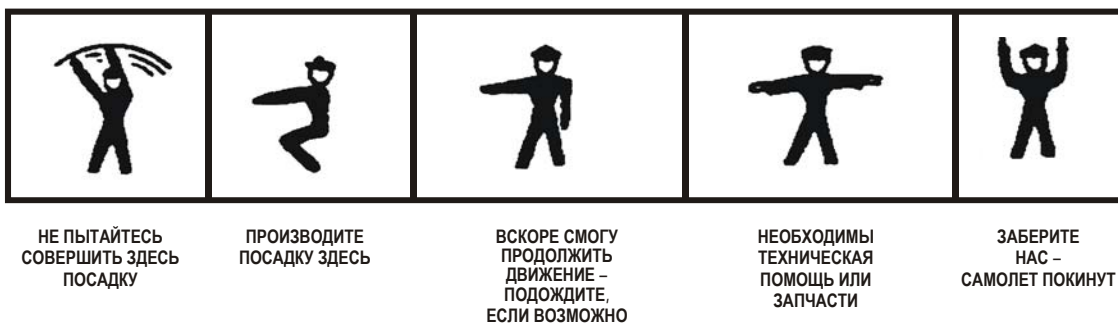 НЕ ПЫТАЙТЕСЬ
СОВЕРШИТЬ ЗДЕСЬ
ПОСАДКУ
ПРОИЗВОДИТЕ
ПОСАДКУ ЗДЕСЬ
ВСКОРЕ СМОГУ
ПРОДОЛЖИТЬ
ДВИЖЕНИЕ –
ПОДОЖДИТЕ,
ЕСЛИ ВОЗМОЖНО
НЕОБХОДИМЫ
ТЕХНИЧЕСКАЯ
ПОМОЩЬ ИЛИ
ЗАПЧАСТИ
ЗАБЕРИТЕ
НАС –
САМОЛЕТ ПОКИНУТ